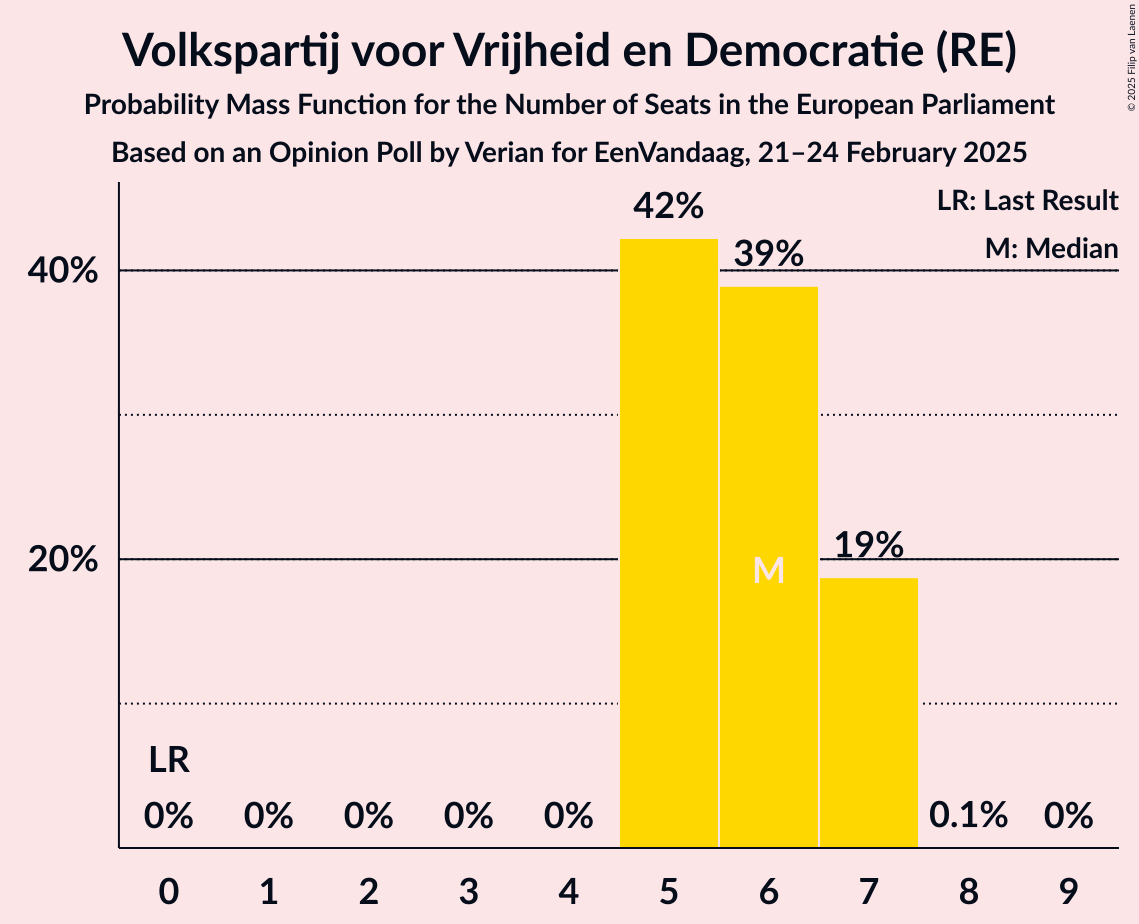 Volkspartij voor Vrijheid en Democratie (RE)
Probability Mass Function for the Number of Seats in the European Parliament
Based on an Opinion Poll by Verian for EenVandaag, 21–24 February 2025
© 2025 Filip van Laenen
LR: Last Result
M: Median
42%
39%
40%
19%
20%
M
LR
0% 0% 0% 0% 0% 0.1% 0%
0 1 2 3 4 5 6 7 8 9